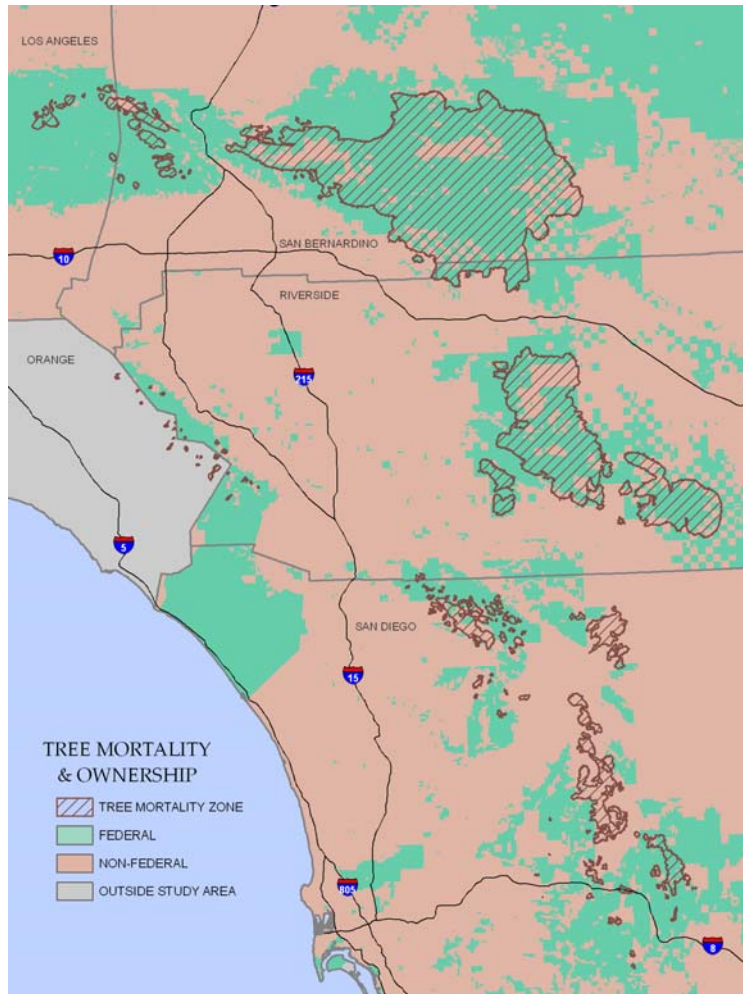 LOS ANGELES
SAN BERNARDINO
10
RIVERSIDE
ORANGE
215
5
SAN DIEGO
15
TREE MORTALITY
& OWNERSHIP
TREE MORTALITY ZONE
FEDERAL
NON-FEDERAL
OUTSIDE STUDY AREA
805
8